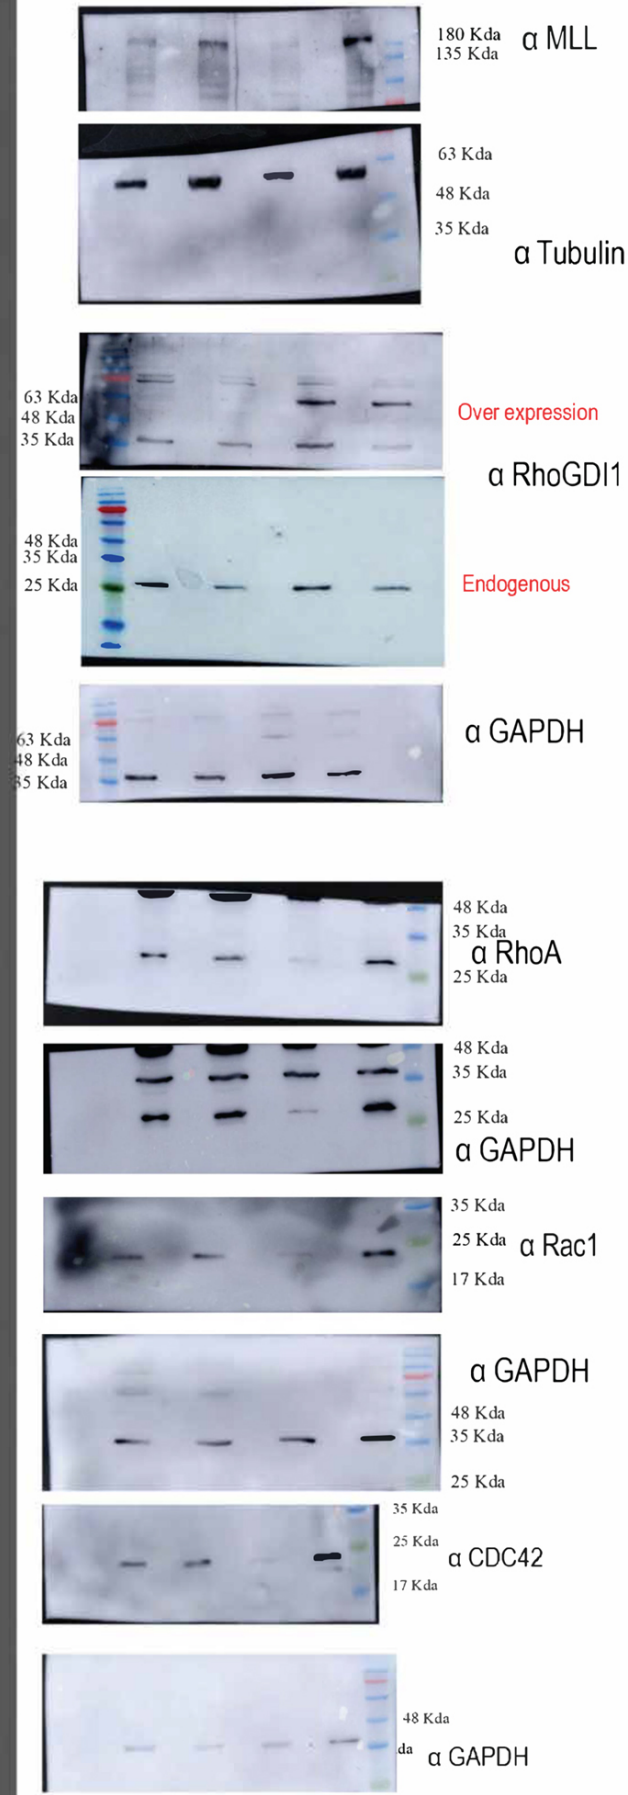 180 Kda
135 Kda
α MLL
63 Kda
48 Kda
35 Kda
α Tubulin
63 Kda
48 Kda
35 Kda
Over expression
α RhoGDI1
48 Kda
35 Kda
25 Kda
Endogenous
α GAPDH
63 Kda
48 Kda
35 Kda
48 Kda
35 Kda
α RhoA
25 Kda
48 Kda
35 Kda
25 Kda
α GAPDH
35 Kda
25 Kda
α Rac1
17 Kda
α GAPDH
48 Kda
35 Kda
25 Kda
35 Kda
25 Kda
α CDC42
17 Kda
48 Kda
da
α GAPDH